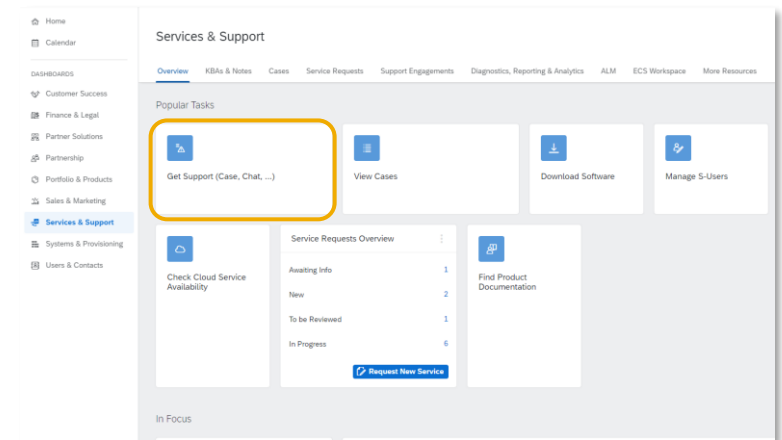 Home
Calendar
DASHBOARDS
Customer Success
Finance & Legal
Partner Solutions
Partnership
Portfolio & Products
Sales & Marketing
Services & Support
Systems & Provisioning
Users & Contacts
Services & Support
Overview KBAs & Notes Cases Service Requests Support Engagements Diagnostics, Reporting & Analytics ALM ECS Workspace More Resources
Popular Tasks
Get Support (Case, Chat, ...)
View Cases
Download Software
Manage S-Users
Check Cloud Service
Availability
Service Requests Overview
Awaiting Info 1
New 2
To be Reviewed 1
In Progress 6
Request New Service
Find Product
Documentation
In Focus